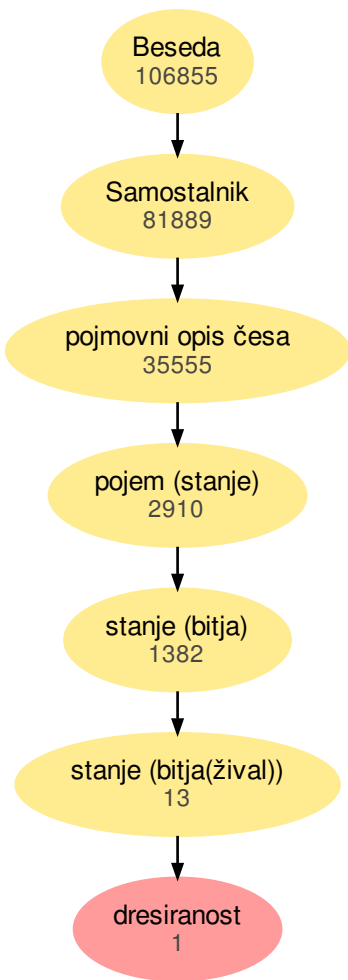 Beseda
106855
Samostalnik
81889
pojmovni opis česa
35555
pojem (stanje)
2910
stanje (bitja)
1382
stanje (bitja(žival))
13
dresiranost
1